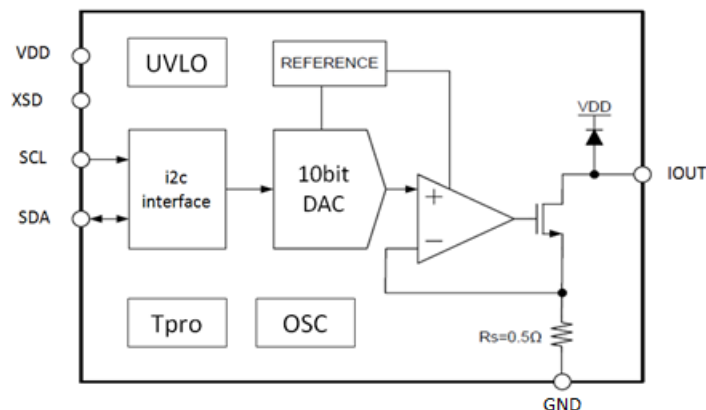 VDD
UVLO
REFERENCE
XSD
VDD
SCL
i2c
interface
10bit
DAC
+
−
IOUT
SDA
Tpro
OSC
Rs=0.5Ω
GND